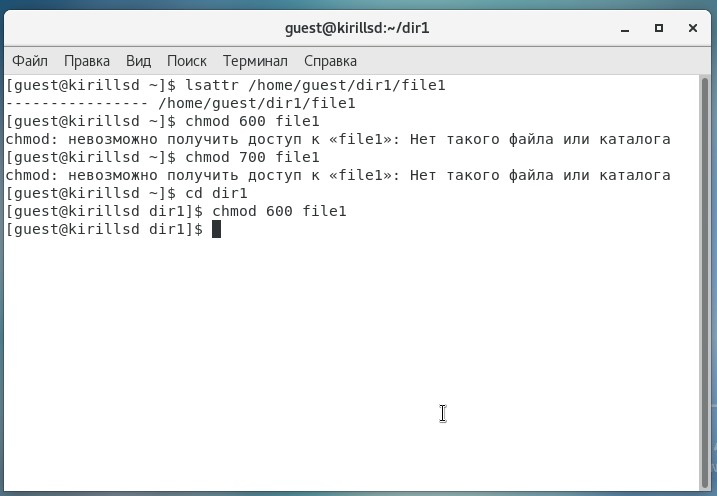 guest@kirillsd:~/dir1
Файл Правка Вид Поиск Терминал Справка
[guest@kirillsd ~]$ lsattr /home/guest/dir1/file1
---------------- /home/guest/dir1/file1
[guest@kirillsd ~]$ chmod 600 file1
chmod: невозможно получить доступ к «file1»: Нет такого файла или каталога
[guest@kirillsd ~]$ chmod 700 file1
chmod: невозможно получить доступ к «file1»: Нет такого файла или каталога
[guest@kirillsd ~]$ cd dir1
[guest@kirillsd dir1]$ chmod 600 file1
[guest@kirillsd dir1]$